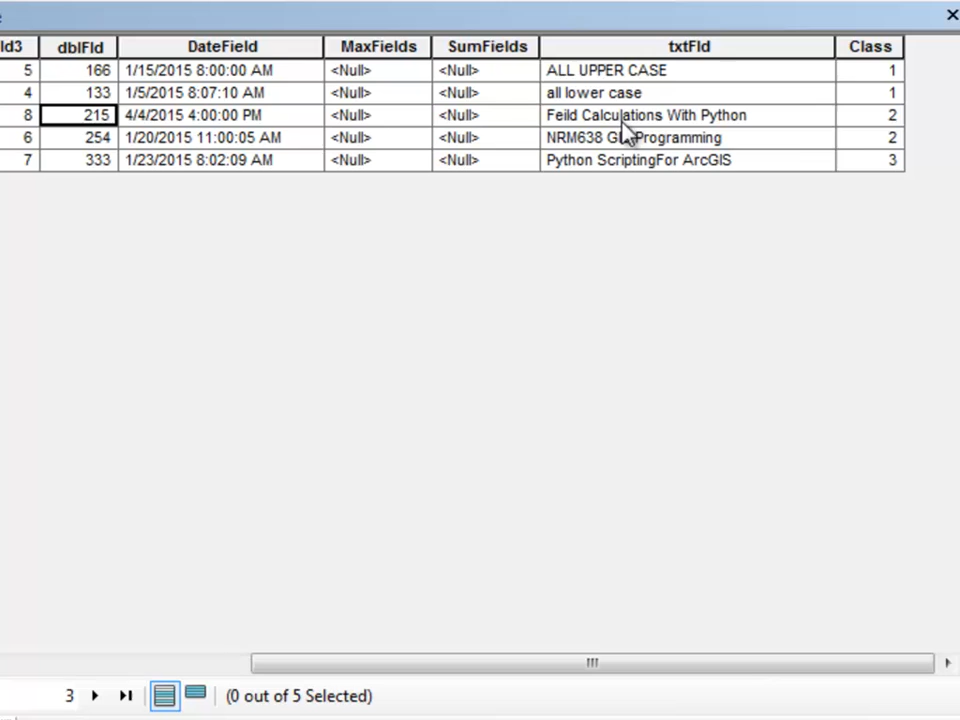 ld3 dblFld DateField MaxFields SumFields txtFld Class
5 166 1/15/2015 8:00:00 AM <Null> <Null> ALL UPPER CASE 1
4 133 1/5/2015 8:07:10 AM <Null> <Null> all lower case 1
8 215 4/4/2015 4:00:00 PM <Null> <Null> Feild Calculations With Python 2
6 254 1/20/2015 11:00:05 AM <Null> <Null> NRM638 Programming 2
7 333 1/23/2015 8:02:09 AM <Null> <Null> Python ScriptingFor ArcGIS 3
3 (0 out of 5 Selected)